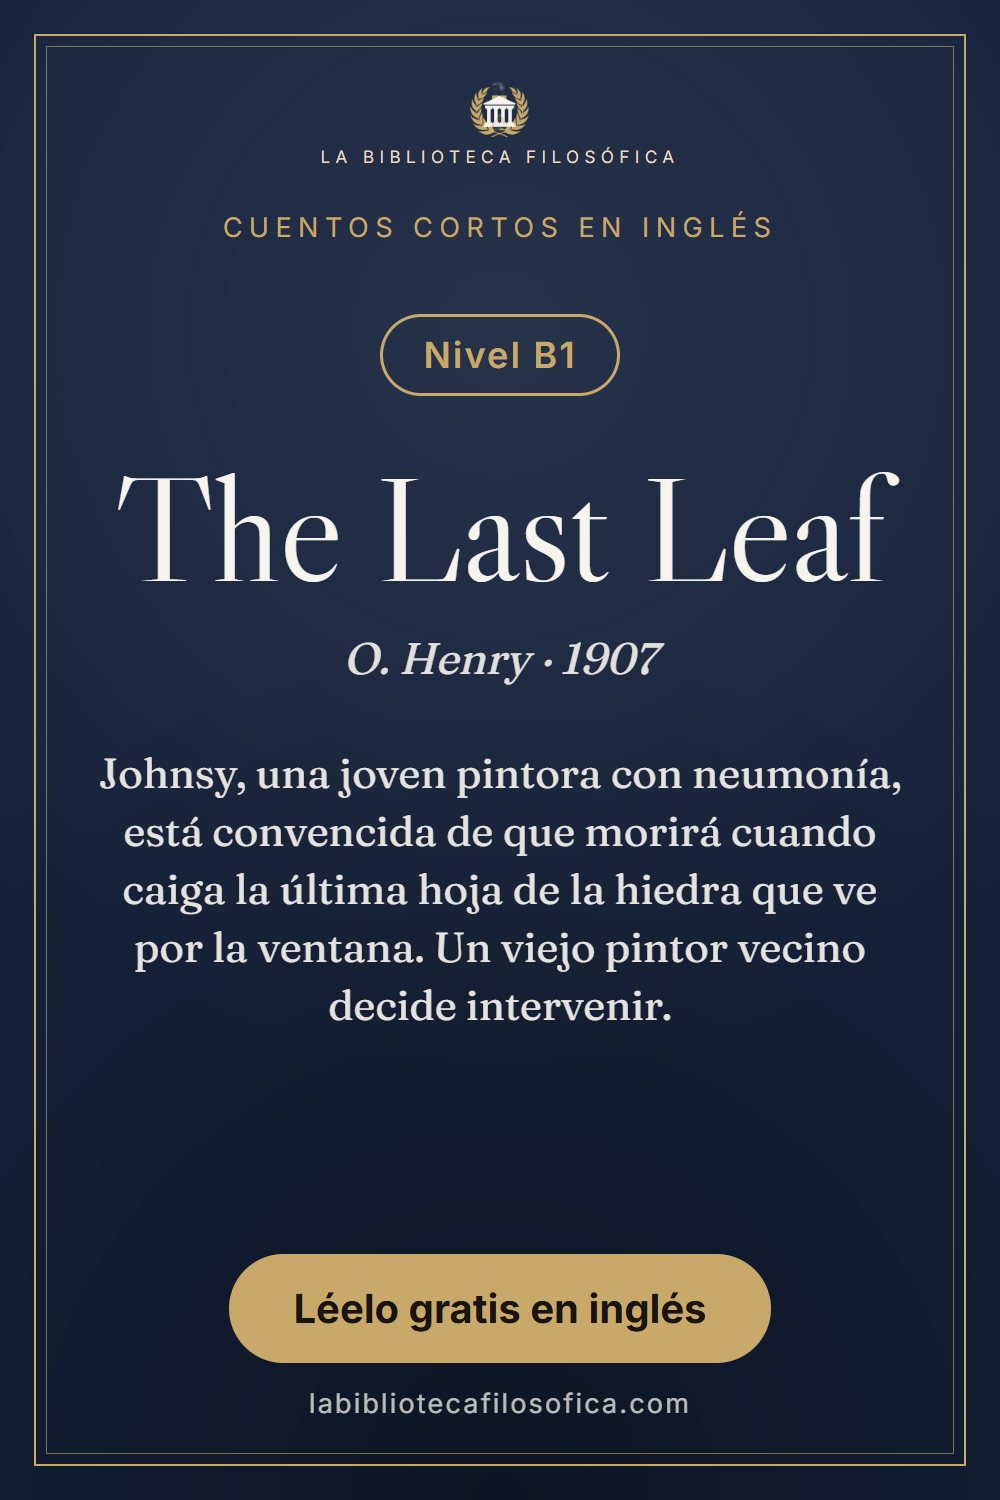 LA BIBLIOTECA FILOSÓFICA
CUENTOS CORTOS EN INGLÉS
Nivel B1
The Last Leaf
O. Henry · 1907
Johnsy, una joven pintora con neumonía,
está convencida de que morirá cuando
caiga la última hoja de la hiedra que ve
por la ventana. Un viejo pintor vecino
decide intervenir.
Léelo gratis en inglés
labibliotecafilosofica.com